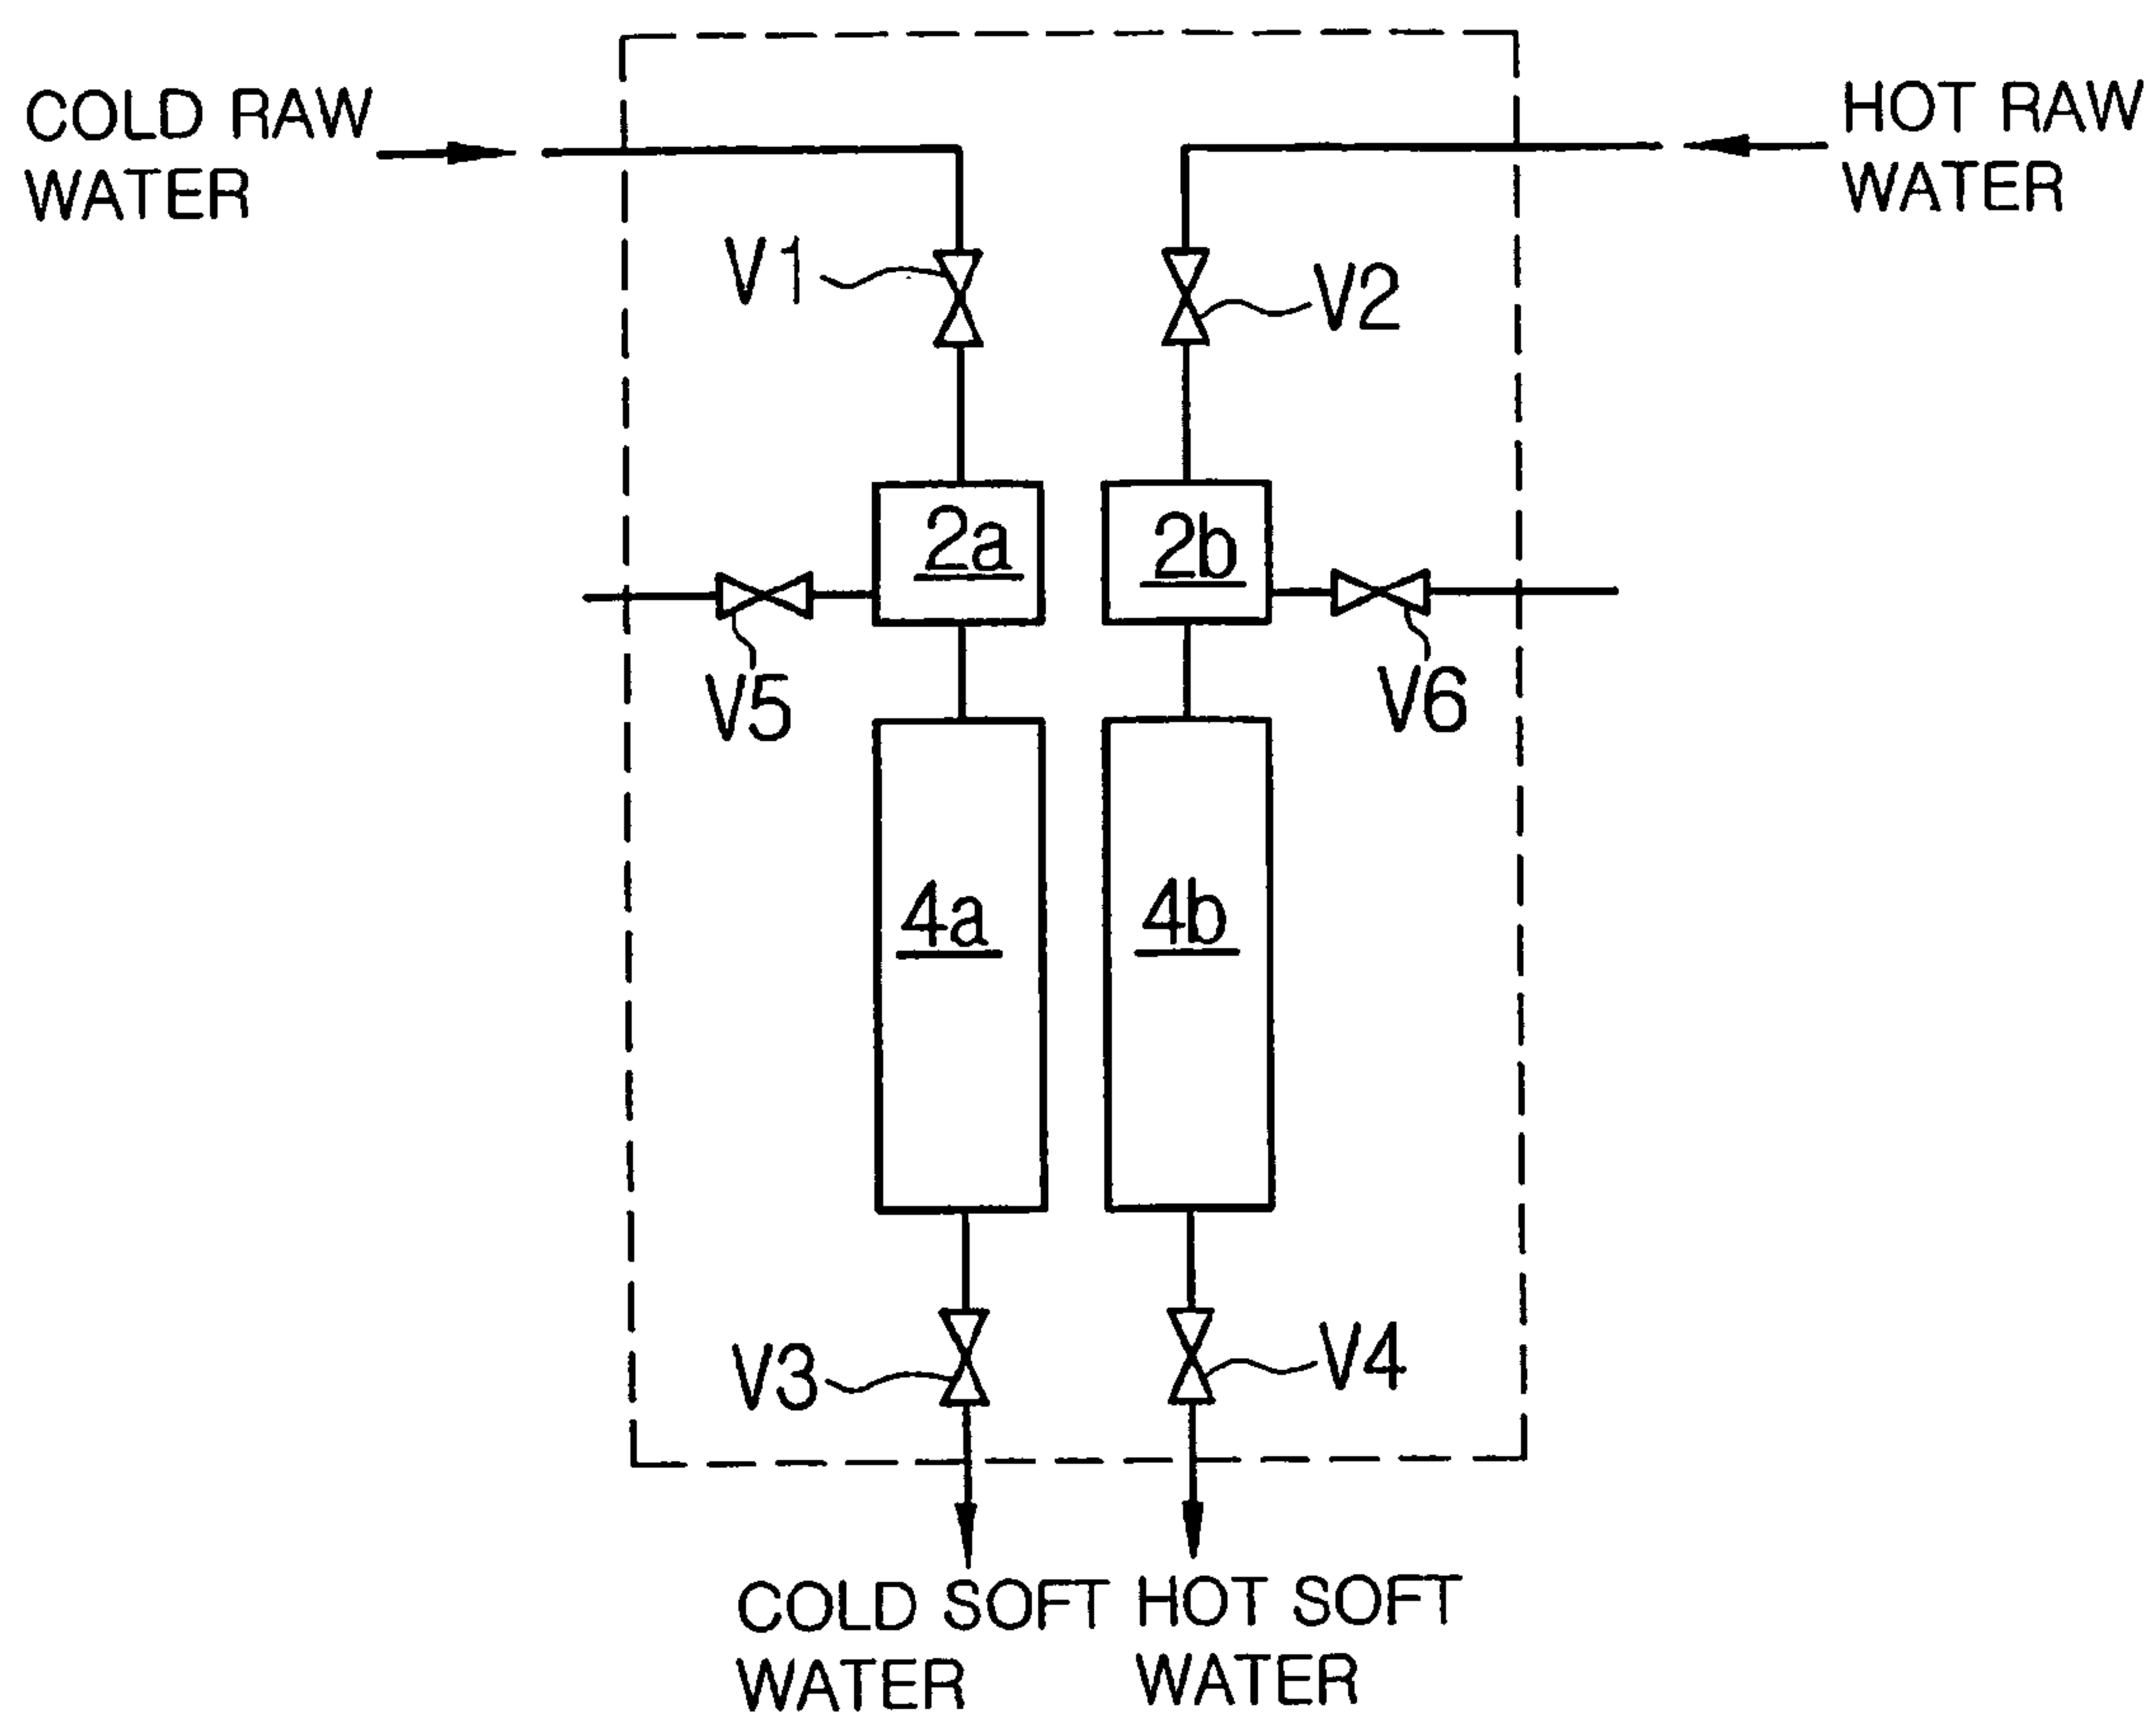 COLD RAW
WATER
HOT RAW
WATER
V1
V2
2a
2b
V5
V6
4a
4b
V3
V4
COLD SOFT
WATER
HOT SOFT
WATER